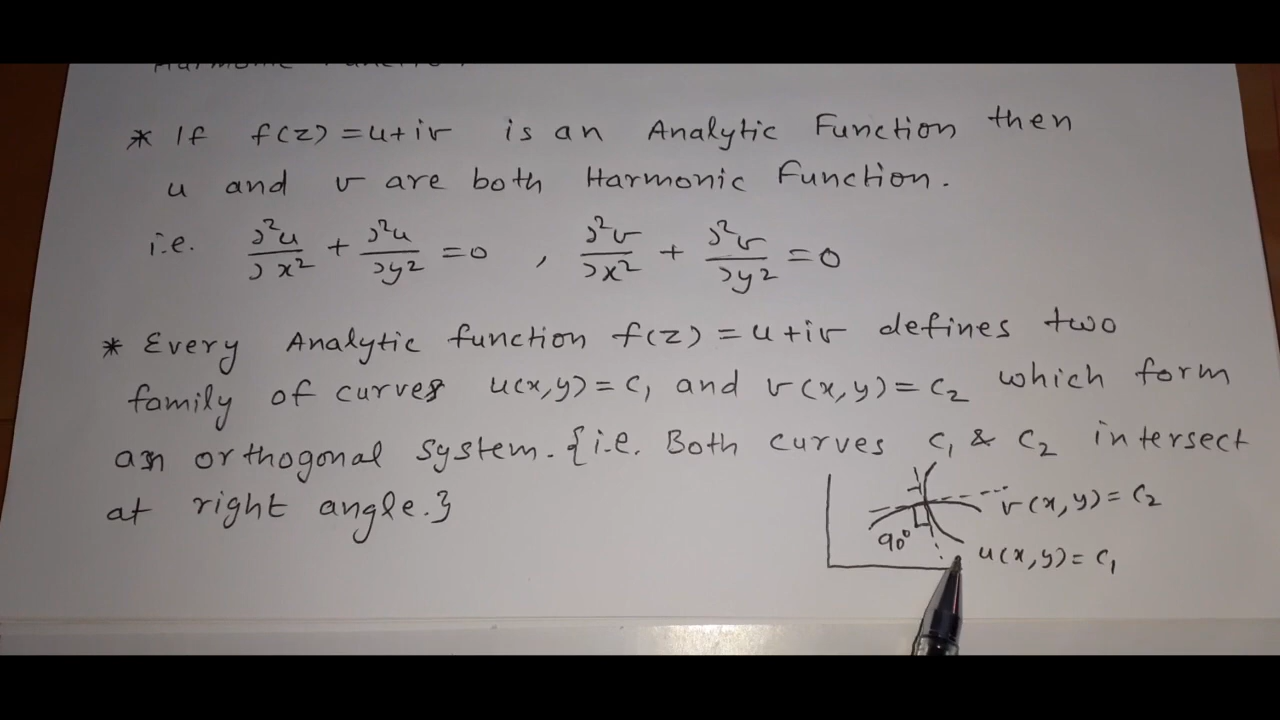 Harmonic Function
* If f(z) = u+iv is an Analytic Function then
u and v are both Harmonic Function.
i.e. ∂²u/∂x² + ∂²u/∂y² = 0 , ∂²v/∂x² + ∂²v/∂y² = 0
* Every Analytic function f(z) = u+iv defines two
family of curves u(x,y) = c₁ and v(x,y) = c₂ which form
an orthogonal system. {i.e. Both curves c₁ & c₂ intersect
at right angle.}
v(x,y) = c₂
90°
u(x,y) = c₁